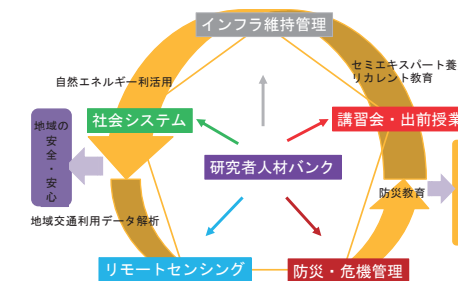 インフラ維持管理
セミエキスパート養
リカレント教育
自然エネルギー利活用
社会システム
講習会・出前授業
地域の
安
全
・
安
心
研究者人材バンク
防災教育
地域交通利用データ解析
リモートセンシング
防災・危機管理